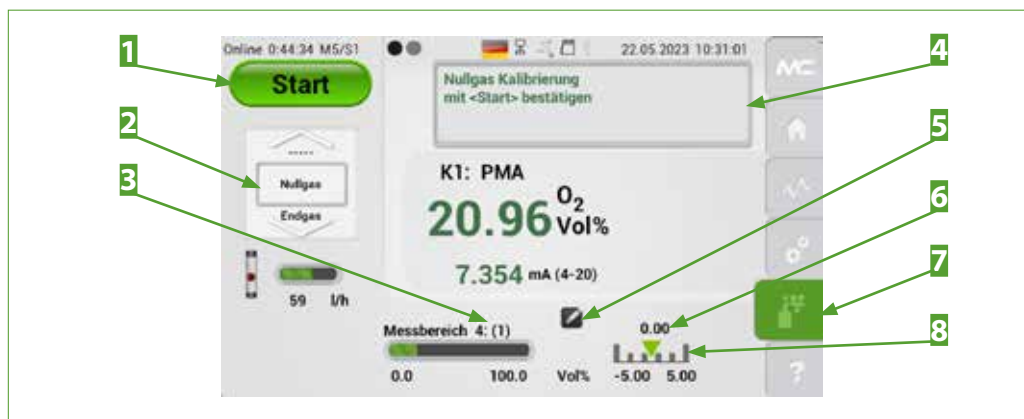 Online 0:44:34 M5/S1
22.05.2023 10:31:01
1
Start
Nullgas Kalibrierung
mit <Start> bestätigen
4
MC
2
.....
Nullgas
Endgas
3
K1: PMA
20.96 O2 Vol%
7.354 mA (4-20)
5
6
59 l/h
7
Messbereich 4: (1)
0.00
8
0.0 100.0 Vol% -5.00 5.00
?